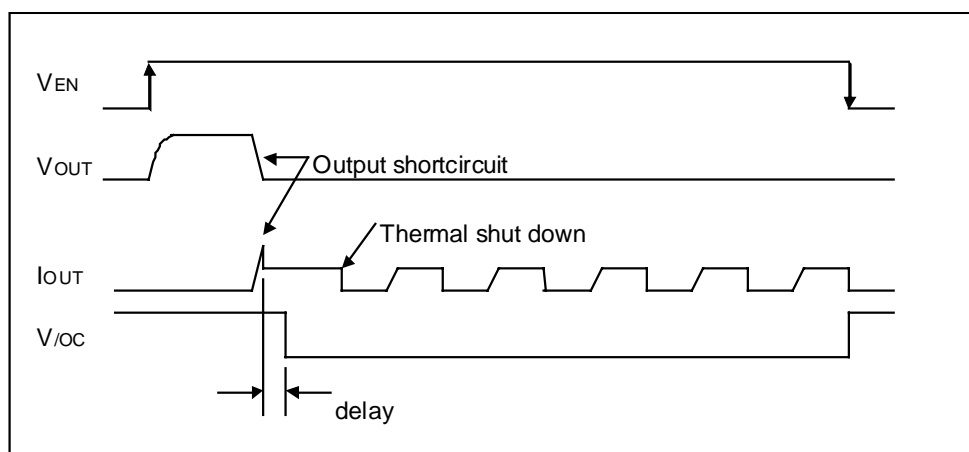 VEN
VOUT
Output shortcircuit
Thermal shut down
IOUT
V/OC
delay